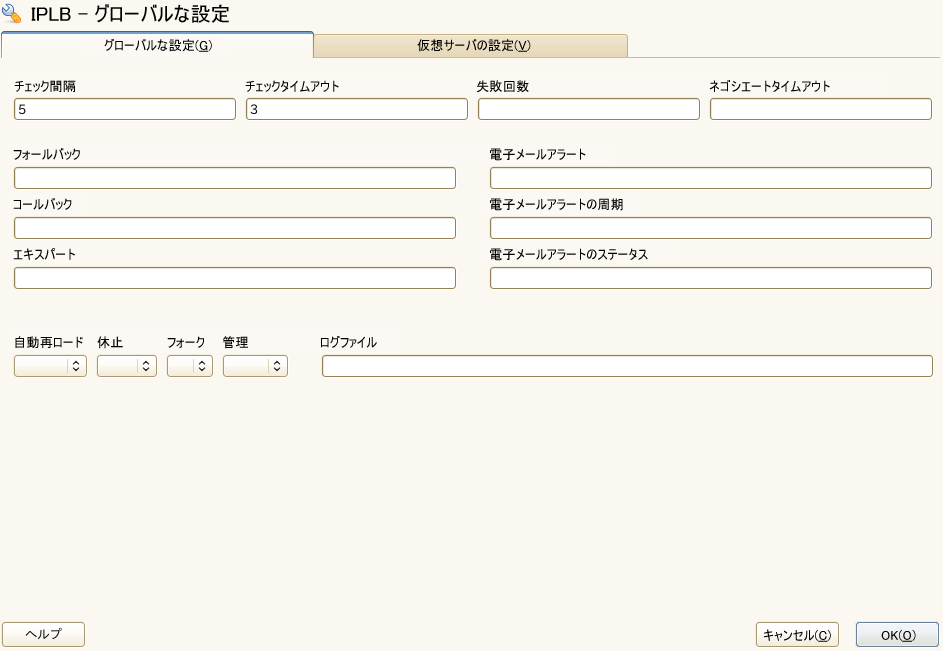 IPLB - グローバルな設定
グローバルな設定(G) 仮想サーバの設定(V)
チェック間隔 チェックタイムアウト 失敗回数 ネゴシエートタイムアウト
5 3
フォールバック 電子メールアラート
コールバック 電子メールアラートの周期
エキスパート 電子メールアラートのステータス
自動再ロード 休止 フォーク 管理 ログファイル
ヘルプ キャンセル(C) OK(O)